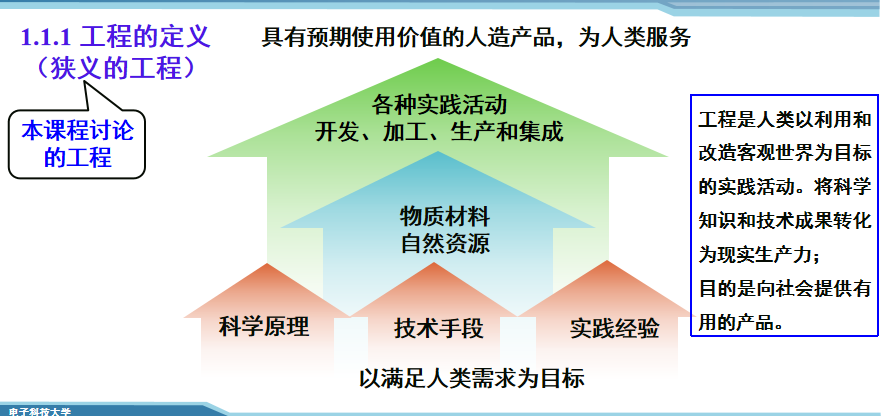 1.1.1 工程的定义
（狭义的工程）
本课程讨论
的工程
具有预期使用价值的人造产品，为人类服务
各种实践活动
开发、加工、生产和集成
物质材料
自然资源
科学原理
技术手段
实践经验
以满足人类需求为目标
工程是人类以利用和
改造客观世界为目标
的实践活动。将科学
知识和技术成果转化
为现实生产力；
目的是向社会提供有
用的产品。
电子科技大学